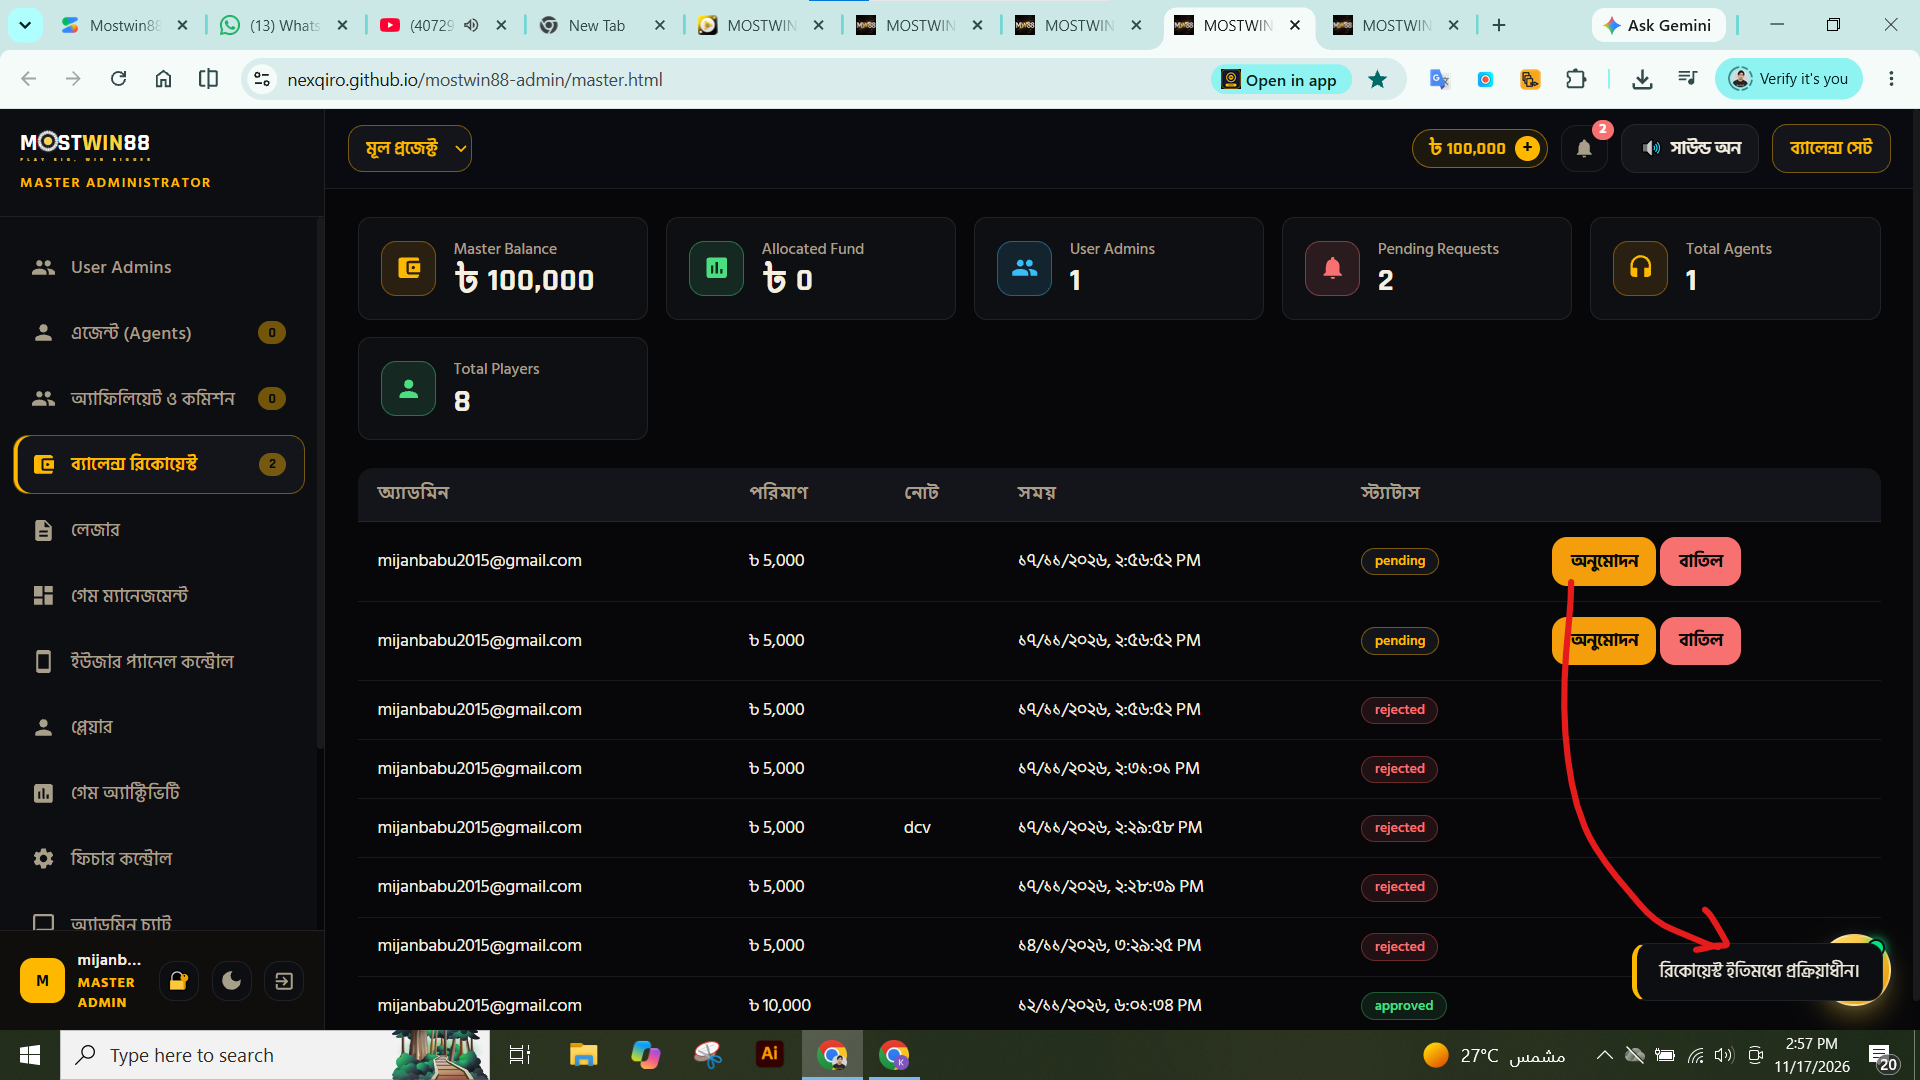 Mostwin88
(13) Whats
(40729
New Tab
MOSTWIN
MOSTWIN
MOSTWIN
MOSTWIN
MOSTWIN
Ask Gemini
nexqiro.github.io/mostwin88-admin/master.html
Open in app
Verify it's you
MOSTWIN88
PLAY BIG. WIN BIGGER
MASTER ADMINISTRATOR
মূল প্রজেক্ট
৳ 100,000 +
2
সাউন্ড অন
ব্যালেন্স সেট
User Admins
এজেন্ট (Agents) 0
অ্যাফিলিয়েট ও কমিশন 0
ব্যালেন্স রিকোয়েস্ট 2
লেজার
গেম ম্যানেজমেন্ট
ইউজার প্যানেল কন্ট্রোল
প্লেয়ার
গেম অ্যাক্টিভিটি
ফিচার কন্ট্রোল
অ্যাডমিন চ্যাট
M
mijanb...
MASTER
ADMIN
Master Balance
৳ 100,000
Allocated Fund
৳ 0
User Admins
1
Pending Requests
2
Total Agents
1
Total Players
8
অ্যাডমিন পরিমাণ নোট সময় স্ট্যাটাস
mijanbabu2015@gmail.com ৳ 5,000 ১৭/১১/২০২৬, ২:৫৬:৫২ PM pending অনুমোদন বাতিল
mijanbabu2015@gmail.com ৳ 5,000 ১৭/১১/২০২৬, ২:৫৬:৫২ PM pending অনুমোদন বাতিল
mijanbabu2015@gmail.com ৳ 5,000 ১৭/১১/২০২৬, ২:৫৬:৫২ PM rejected
mijanbabu2015@gmail.com ৳ 5,000 ১৭/১১/২০২৬, ২:৩১:০১ PM rejected
mijanbabu2015@gmail.com ৳ 5,000 dcv ১৭/১১/২০২৬, ২:২৯:৫৮ PM rejected
mijanbabu2015@gmail.com ৳ 5,000 ১৭/১১/২০২৬, ২:২৮:৩৯ PM rejected
mijanbabu2015@gmail.com ৳ 5,000 ১৪/১১/২০২৬, ৩:২৯:২৫ PM rejected
mijanbabu2015@gmail.com ৳ 10,000 ১২/১১/২০২৬, ৬:০১:৩৪ PM approved
রিকোয়েস্ট ইতিমধ্যে প্রক্রিয়াধীন।
Type here to search
Ai
K
27°C مشمس
2:57 PM
11/17/2026
20